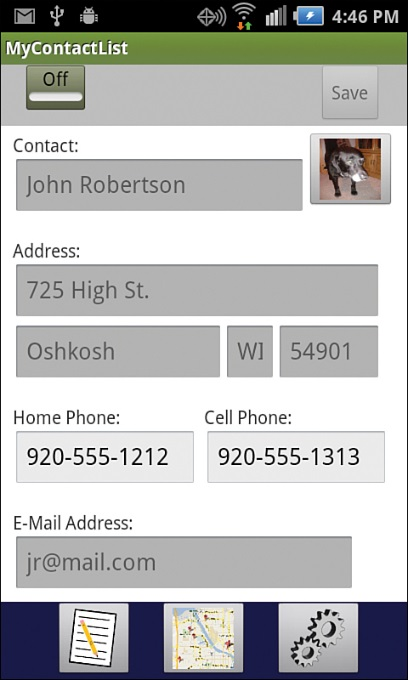 4:46 PM
MyContactList
Off
Save
Contact:
John Robertson
Address:
725 High St.
Oshkosh WI 54901
Home Phone: Cell Phone:
920-555-1212 920-555-1313
E-Mail Address:
jr@mail.com